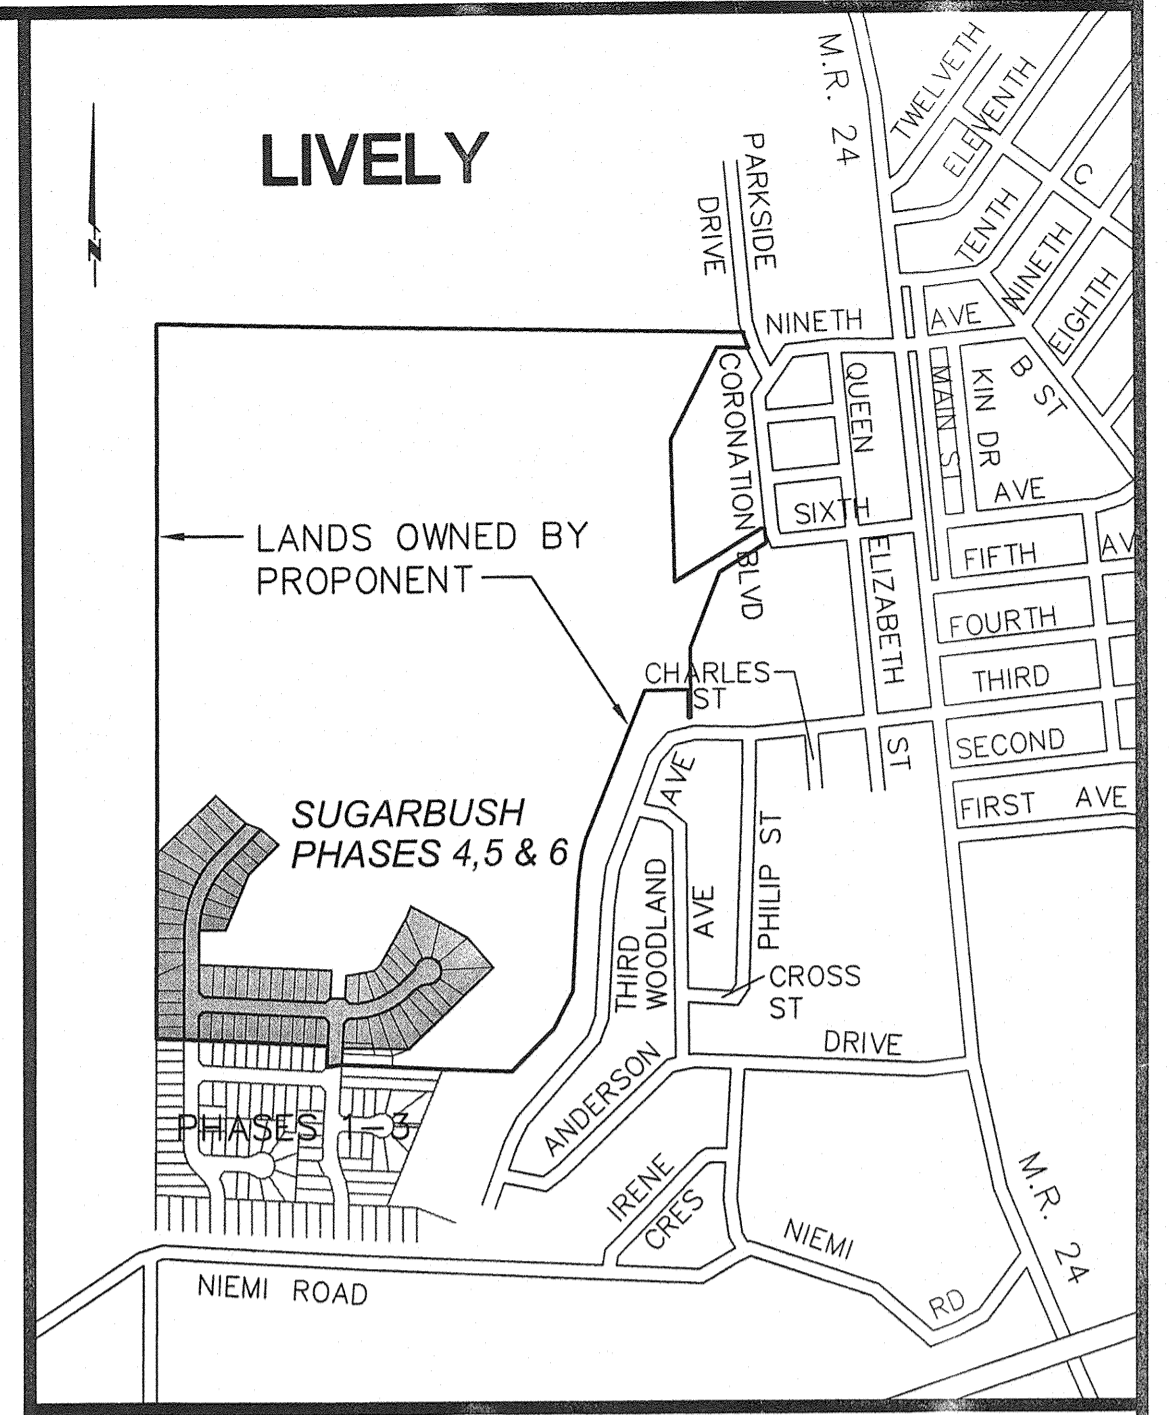 LIVELY
N
M.R. 24
TWELVETH
ELEVENTH
TENTH
NINETH
EIGHTH
C
PARKSIDE
DRIVE
NINETH
AVE
B ST
CORONATION BLVD
QUEEN
ELIZABETH
ST
MAIN ST
KIN DR
SIXTH
AVE
FIFTH
AV
FOURTH
THIRD
SECOND
FIRST AVE
LANDS OWNED BY
PROPONENT
CHARLES
ST
SUGARBUSH
PHASES 4,5 & 6
AVE
THIRD
WOODLAND
AVE
PHILIP ST
CROSS
ST
DRIVE
ANDERSON
PHASES 1-3
IRENE
CRES
NIEMI
RD
M.R. 24
NIEMI ROAD